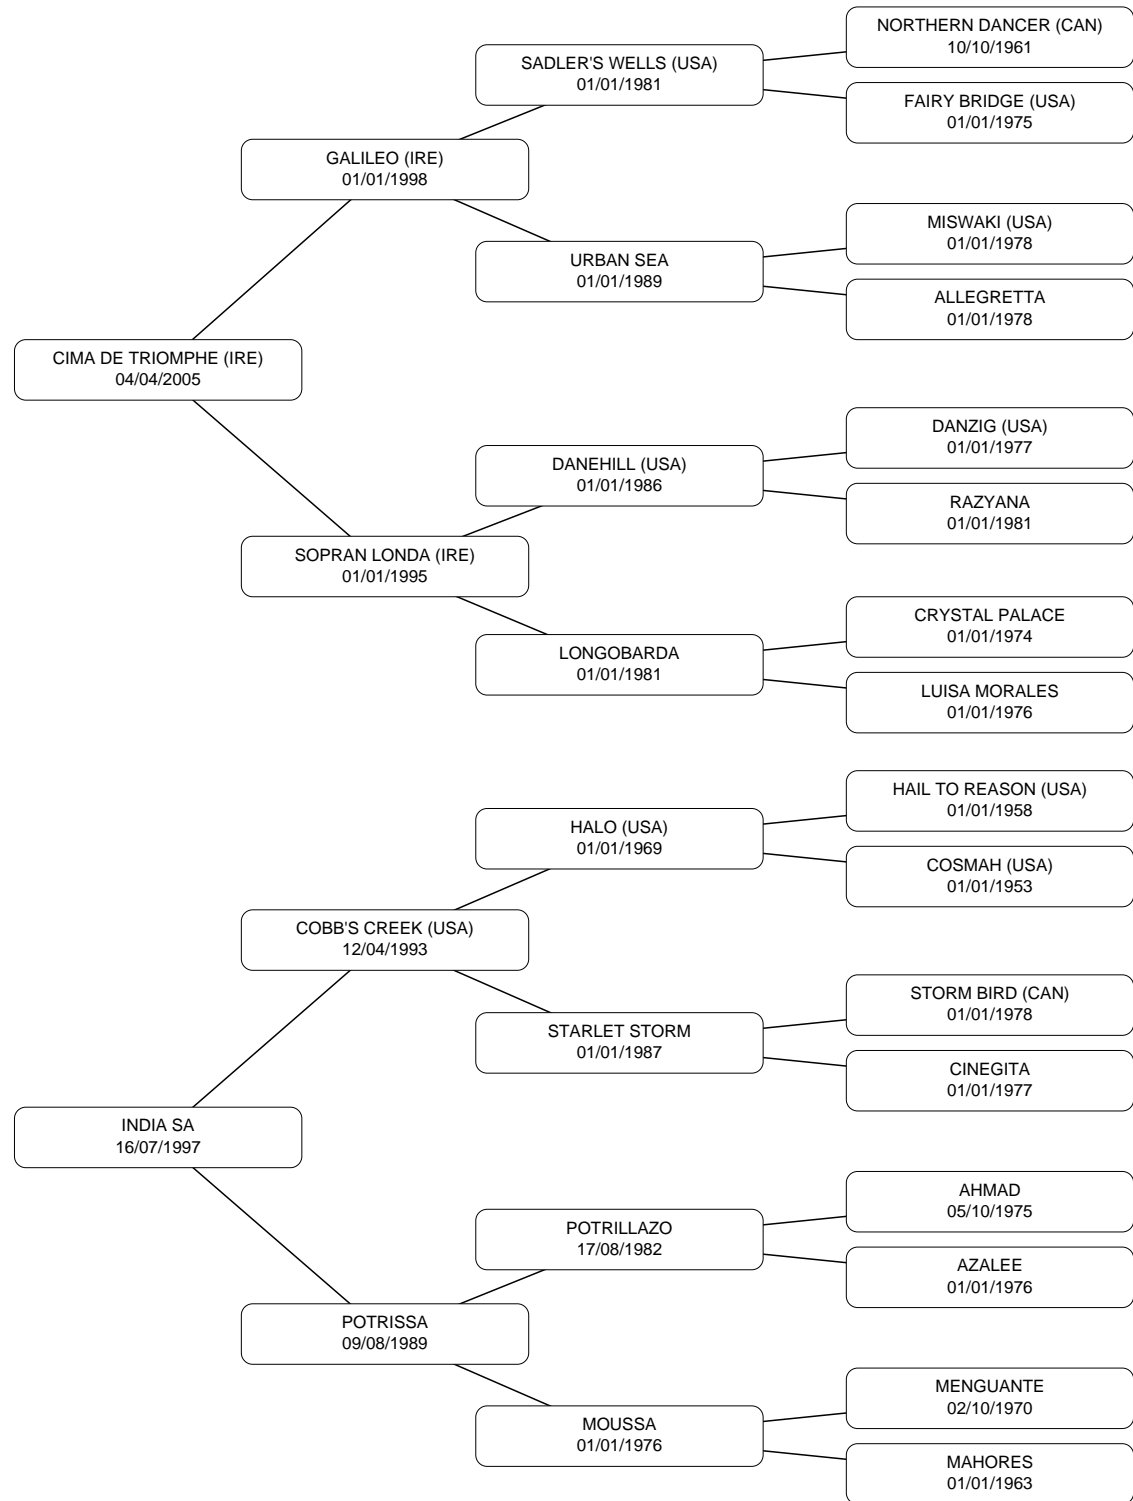 NORTHERN DANCER (CAN)
10/10/1961
SADLER'S WELLS (USA)
01/01/1981
FAIRY BRIDGE (USA)
01/01/1975
GALILEO (IRE)
01/01/1998
MISWAKI (USA)
01/01/1978
URBAN SEA
01/01/1989
ALLEGRETTA
01/01/1978
CIMA DE TRIOMPHE (IRE)
04/04/2005
DANZIG (USA)
01/01/1977
DANEHILL (USA)
01/01/1986
RAZYANA
01/01/1981
SOPRAN LONDA (IRE)
01/01/1995
CRYSTAL PALACE
01/01/1974
LONGOBARDA
01/01/1981
LUISA MORALES
01/01/1976
HAIL TO REASON (USA)
01/01/1958
HALO (USA)
01/01/1969
COSMAH (USA)
01/01/1953
COBB'S CREEK (USA)
12/04/1993
STORM BIRD (CAN)
01/01/1978
STARLET STORM
01/01/1987
CINEGITA
01/01/1977
INDIA SA
16/07/1997
AHMAD
05/10/1975
POTRILLAZO
17/08/1982
AZALEE
01/01/1976
POTRISSA
09/08/1989
MENGUANTE
02/10/1970
MOUSSA
01/01/1976
MAHORES
01/01/1963